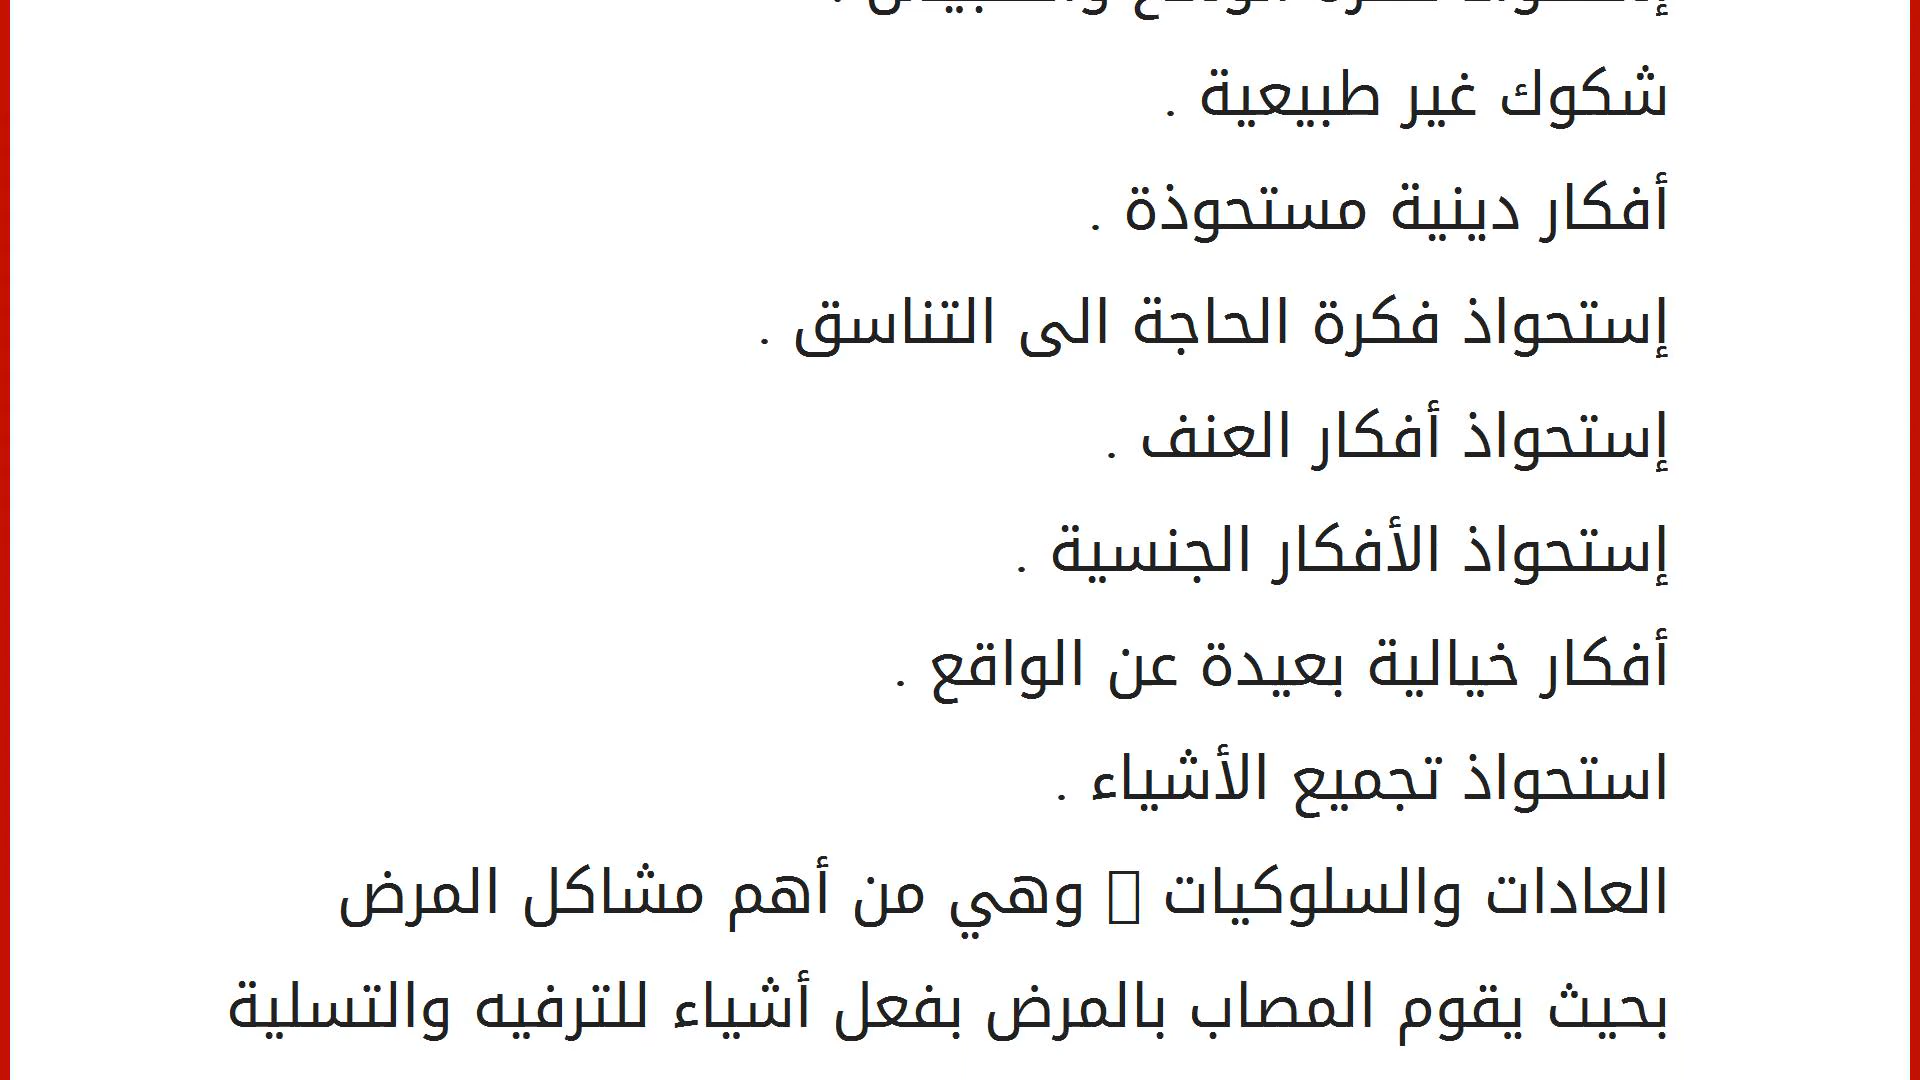 شكوك غير طبيعية .
أفكار دينية مستحوذة .
إستحواذ فكرة الحاجة الى التناسق .
إستحواذ أفكار العنف .
إستحواذ الأفكار الجنسية .
أفكار خيالية بعيدة عن الواقع .
استحواذ تجميع الأشياء .
العادات والسلوكيات وهي من أهم مشاكل المرض
بحيث يقوم المصاب بالمرض بفعل أشياء للترفيه والتسلية